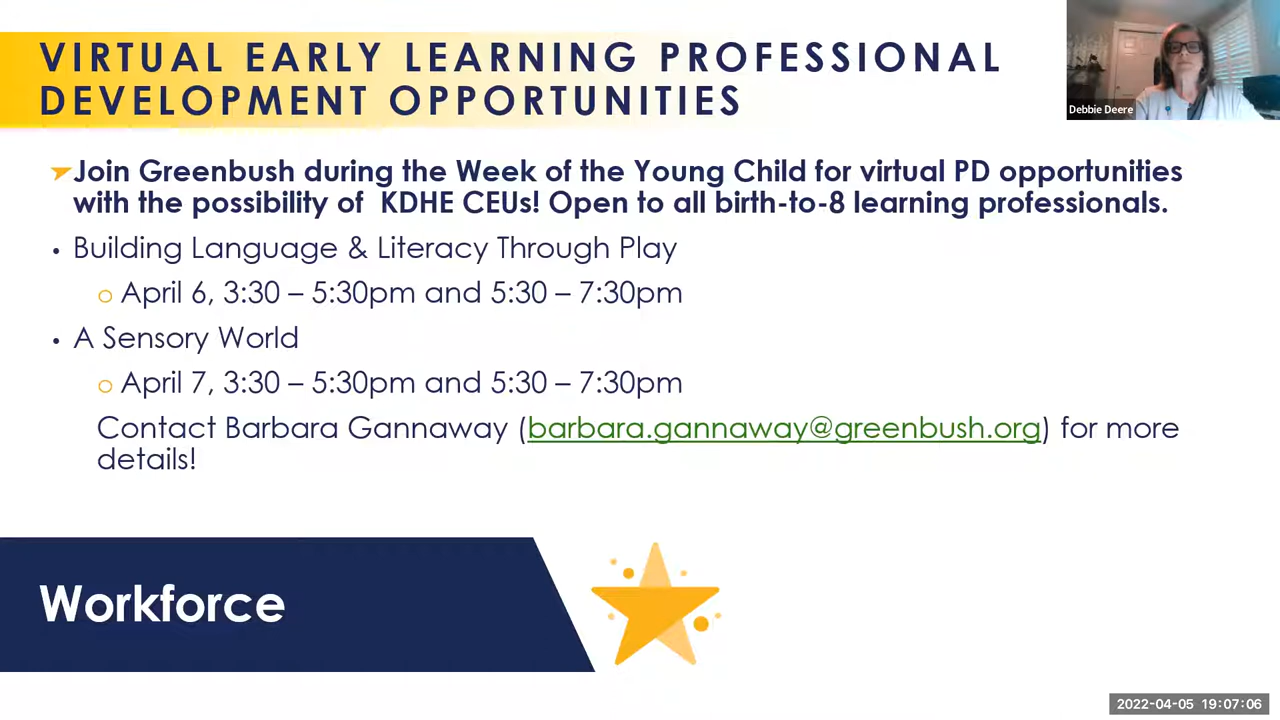 VIRTUAL EARLY LEARNING PROFESSIONAL
DEVELOPMENT OPPORTUNITIES
Debbie Deere
Join Greenbush during the Week of the Young Child for virtual PD opportunities
with the possibility of KDHE CEUs! Open to all birth-to-8 learning professionals.
• Building Language & Literacy Through Play
o April 6, 3:30 – 5:30pm and 5:30 – 7:30pm
• A Sensory World
o April 7, 3:30 – 5:30pm and 5:30 – 7:30pm
Contact Barbara Gannaway (barbara.gannaway@greenbush.org) for more
details!
Workforce
2022-04-05 19:07:06